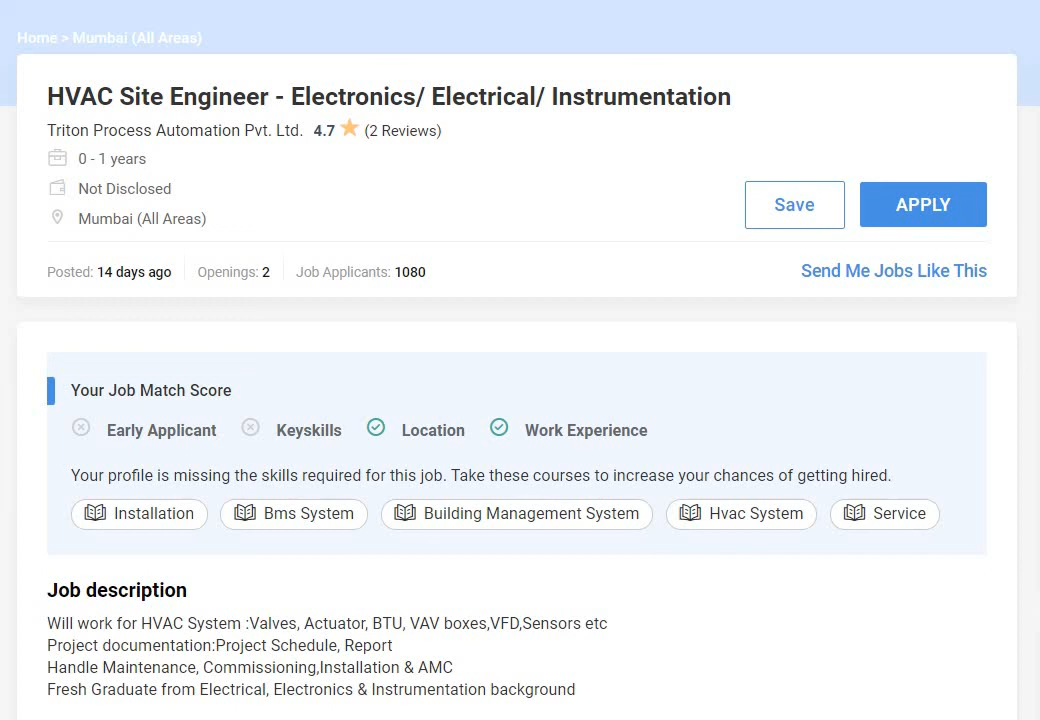 Home > Mumbai (All Areas)
HVAC Site Engineer - Electronics/ Electrical/ Instrumentation
Triton Process Automation Pvt. Ltd. 4.7 (2 Reviews)
0 - 1 years
Not Disclosed
Mumbai (All Areas)
Save APPLY
Posted: 14 days ago Openings: 2 Job Applicants: 1080 Send Me Jobs Like This
Your Job Match Score
Early Applicant Keyskills Location Work Experience
Your profile is missing the skills required for this job. Take these courses to increase your chances of getting hired.
Installation Bms System Building Management System Hvac System Service
Job description
Will work for HVAC System :Valves, Actuator, BTU, VAV boxes,VFD,Sensors etc
Project documentation:Project Schedule, Report
Handle Maintenance, Commissioning,Installation & AMC
Fresh Graduate from Electrical, Electronics & Instrumentation background